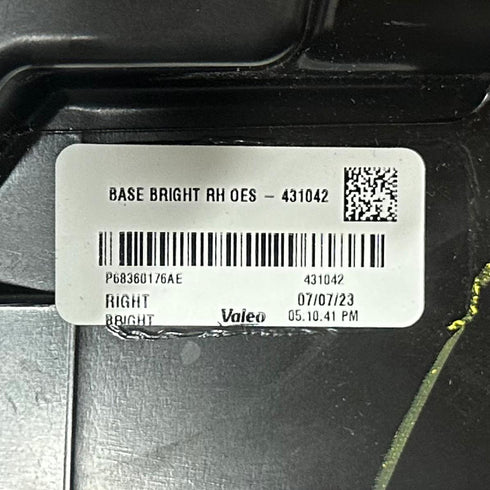 BASE BRIGHT RH OES - 431042
P68360176AE 431042
RIGHT 07/07/23
BRIGHT Valeo 05.10.41 PM